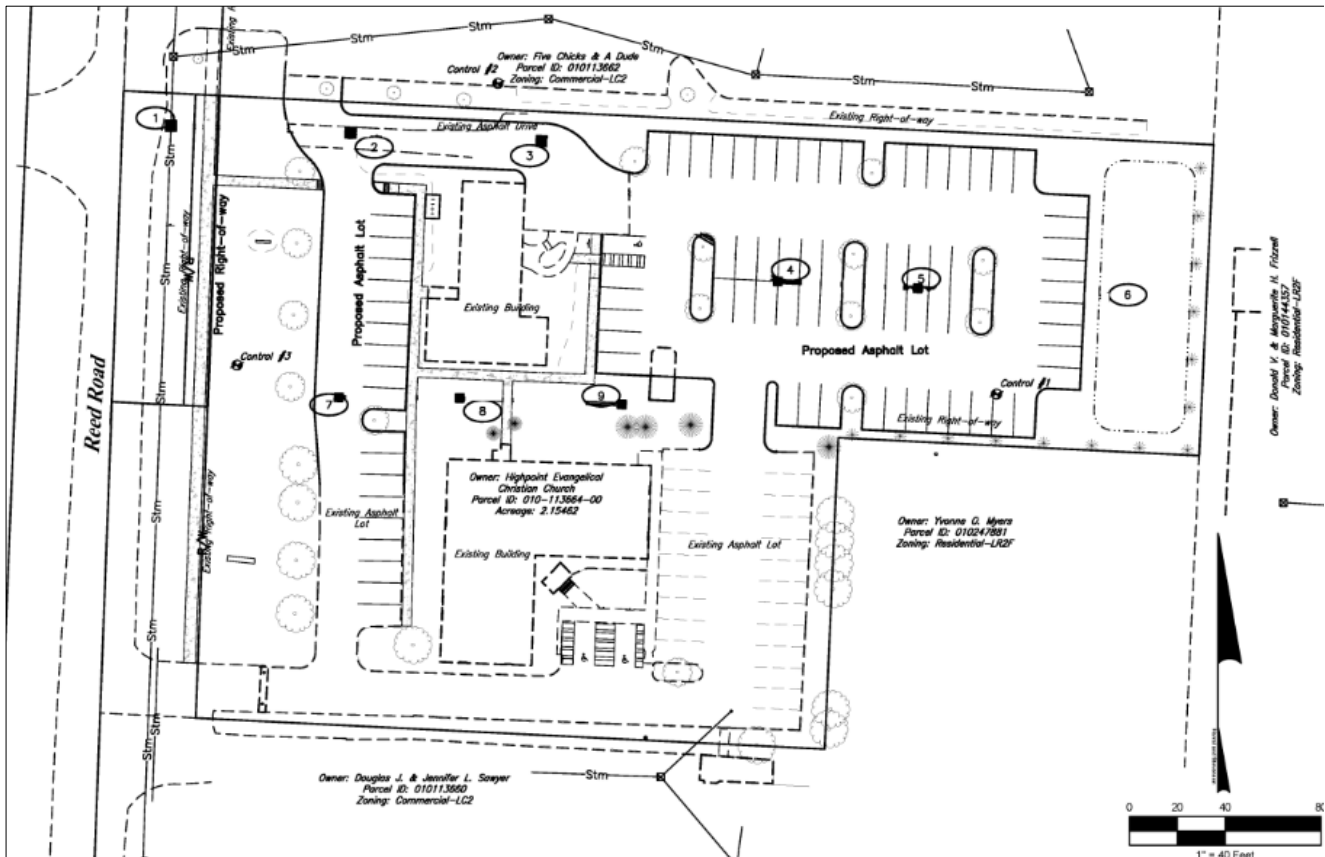 Stm
Stm
Stm
Stm
Stm
Stm
Owner: Five Chicks & A Dude
Parcel ID: 010113662
Zoning: Commercial-LC2
Control #2
Existing Right-of-way
Existing Asphalt Drive
1
2
3
Stm
Proposed Right-of-way
Existing Right-of-way
Proposed Asphalt Lot
Stm
4
5
6
Existing Building
Proposed Asphalt Lot
Control #3
Control #1
Owner: Donald V. & Marguerite H. Frizzell
Parcel ID: 010144357
Zoning: Residential-LR2F
Reed Road
Stm
7
8
9
Existing Right-of-way
Owner: Highpoint Evangelical
Christian Church
Parcel ID: 010-113664-00
Acreage: 2.15462
Existing Right-of-way
Existing Asphalt
Lot
Existing Building
Existing Asphalt Lot
Owner: Yvonne O. Myers
Parcel ID: 010247881
Zoning: Residential-LR2F
Stm
Stm
Stm
Stm
Stm
Owner: Douglas J. & Jennifer L. Sawyer
Parcel ID: 010113660
Zoning: Commercial-LC2
0 20 40 80
1" = 40 Feet